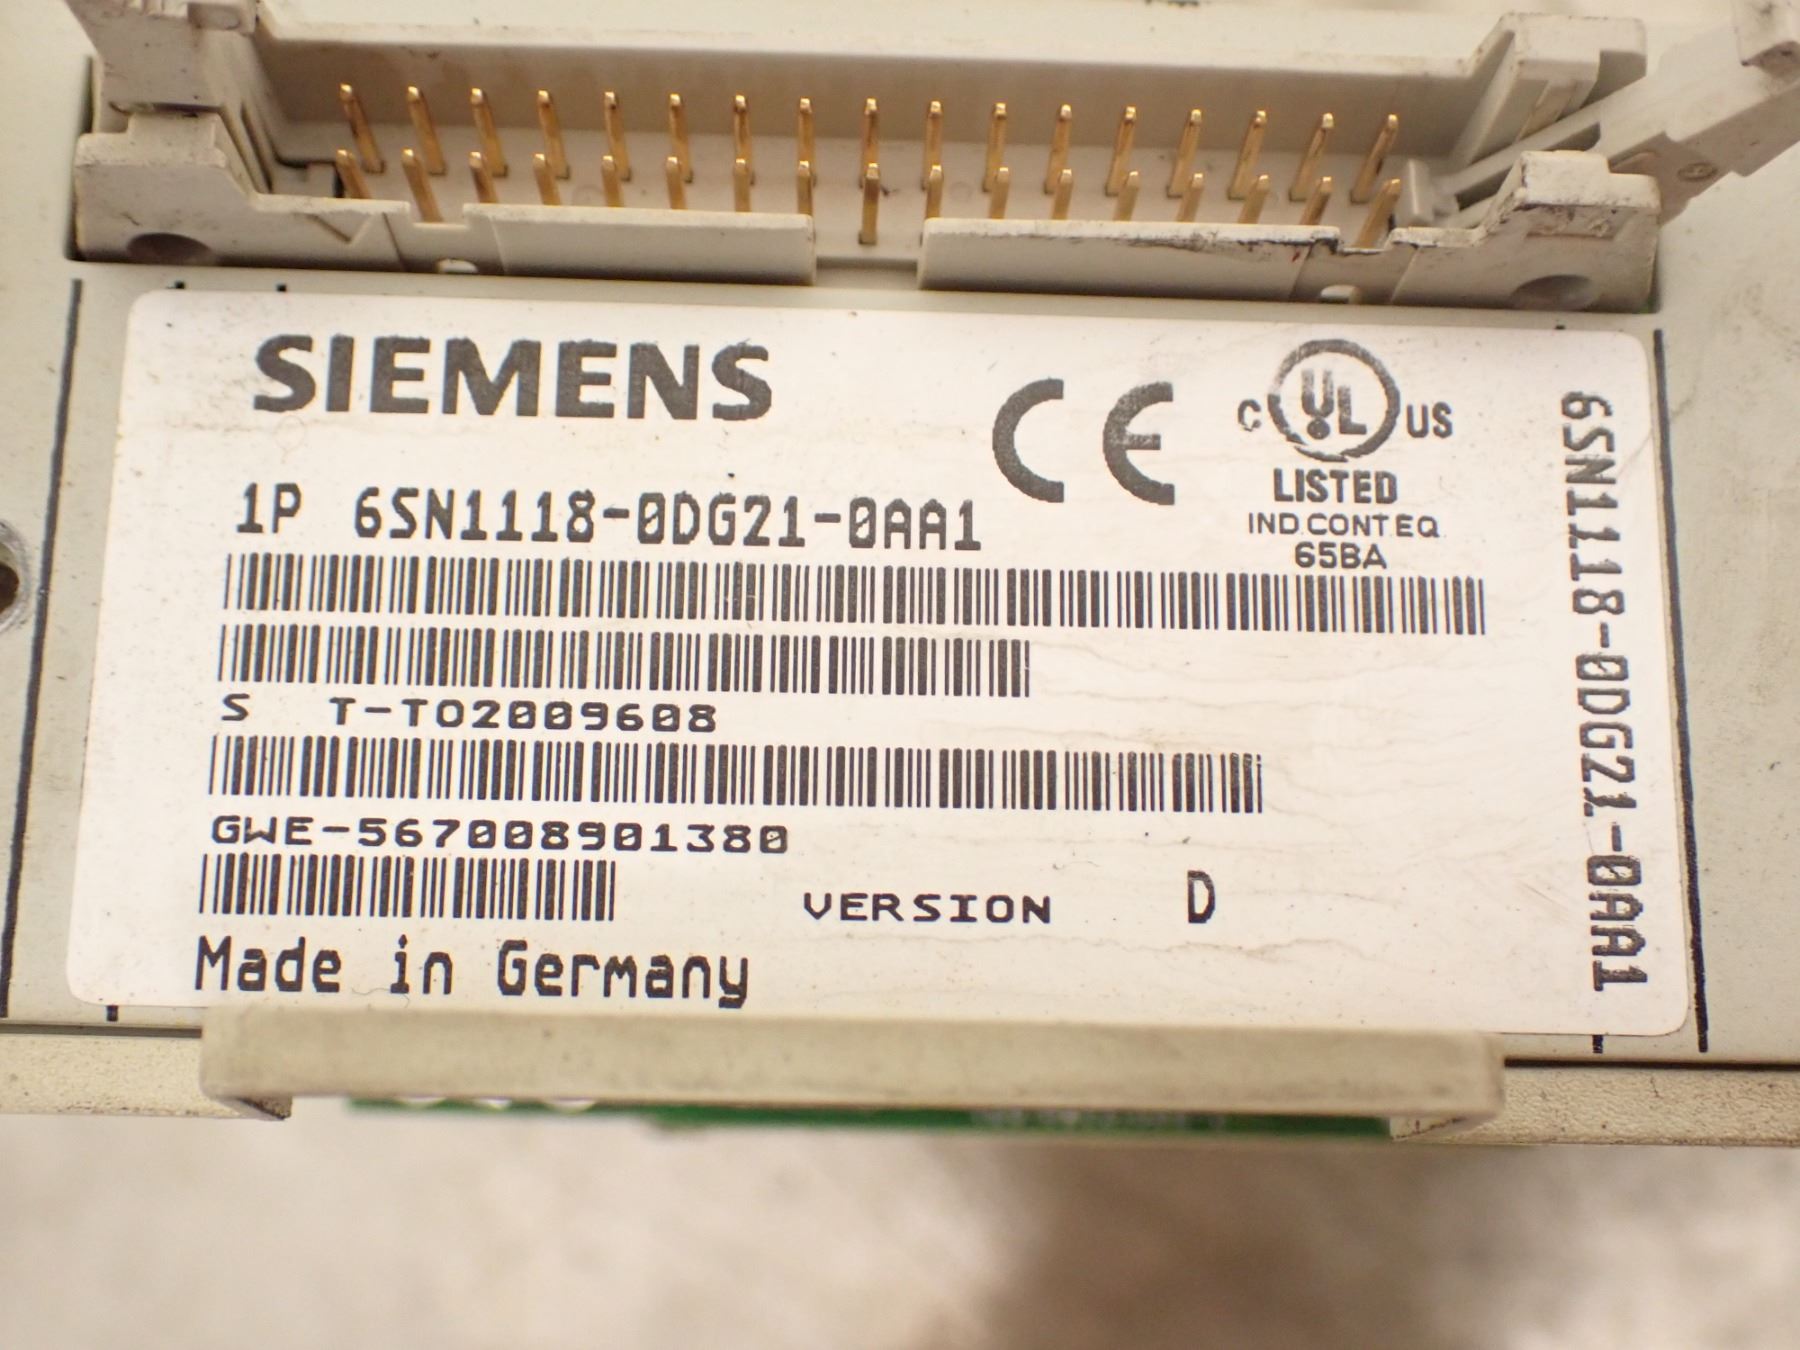 SIEMENS
C UL US
LISTED
IND.CONT.EQ.
65BA
1P 6SN1118-0DG21-0AA1
S T-TO2009608
GWE-567008901380
VERSION D
Made in Germany
6SN1118-0DG21-0AA1
CE